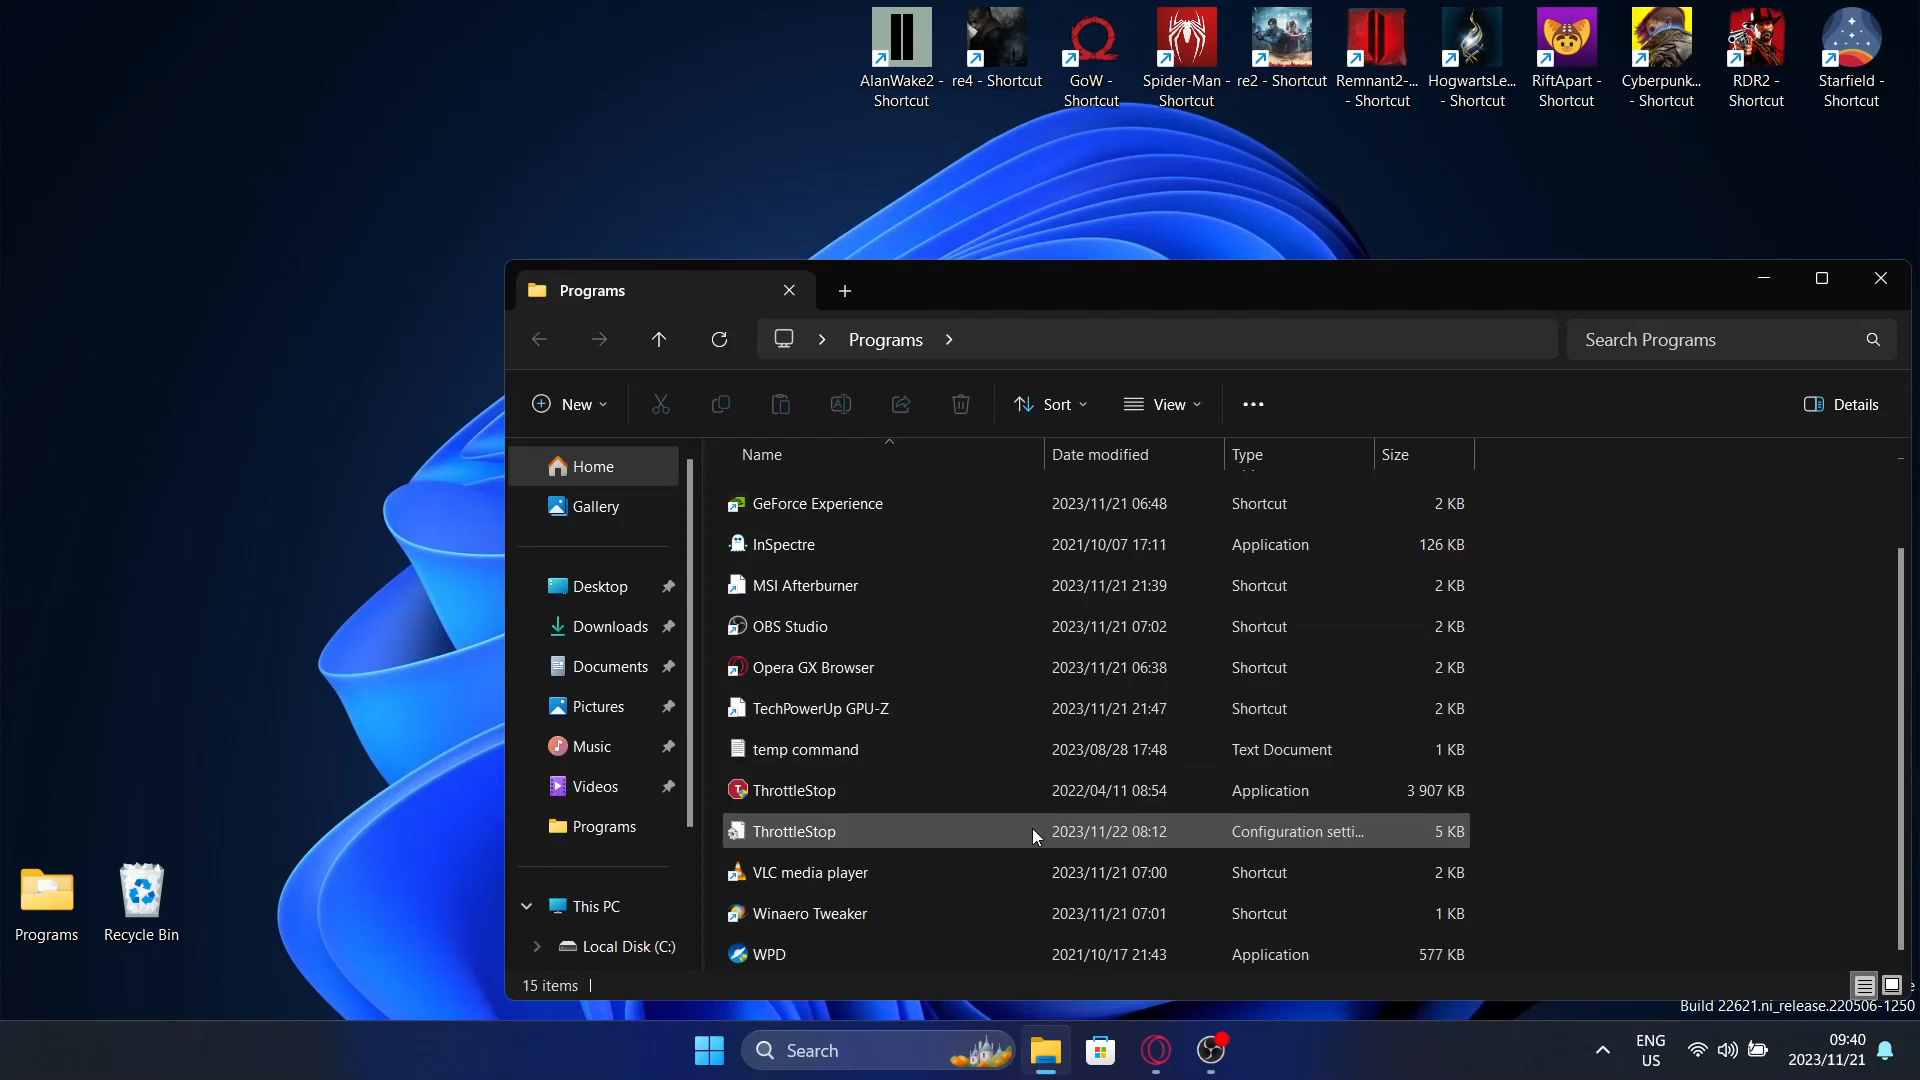 AlanWake2 -
Shortcut
re4 - Shortcut
GoW -
Shortcut
Spider-Man -
Shortcut
re2 - Shortcut
Remnant2-...
- Shortcut
HogwartsLe...
- Shortcut
RiftApart -
Shortcut
Cyberpunk...
- Shortcut
RDR2 -
Shortcut
Starfield -
Shortcut
Programs
Programs
Search Programs
New
Sort
View
Details
Home
Gallery
Desktop
Downloads
Documents
Pictures
Music
Videos
Programs
This PC
Local Disk (C:)
Name Date modified Type Size
GeForce Experience 2023/11/21 06:48 Shortcut 2 KB
InSpectre 2021/10/07 17:11 Application 126 KB
MSI Afterburner 2023/11/21 21:39 Shortcut 2 KB
OBS Studio 2023/11/21 07:02 Shortcut 2 KB
Opera GX Browser 2023/11/21 06:38 Shortcut 2 KB
TechPowerUp GPU-Z 2023/11/21 21:47 Shortcut 2 KB
temp command 2023/08/28 17:48 Text Document 1 KB
ThrottleStop 2022/04/11 08:54 Application 3 907 KB
ThrottleStop 2023/11/22 08:12 Configuration setti... 5 KB
VLC media player 2023/11/21 07:00 Shortcut 2 KB
Winaero Tweaker 2023/11/21 07:01 Shortcut 1 KB
WPD 2021/10/17 21:43 Application 577 KB
15 items
Programs
Recycle Bin
Build 22621.ni_release.220506-1250
Search
ENG
US
09:40
2023/11/21